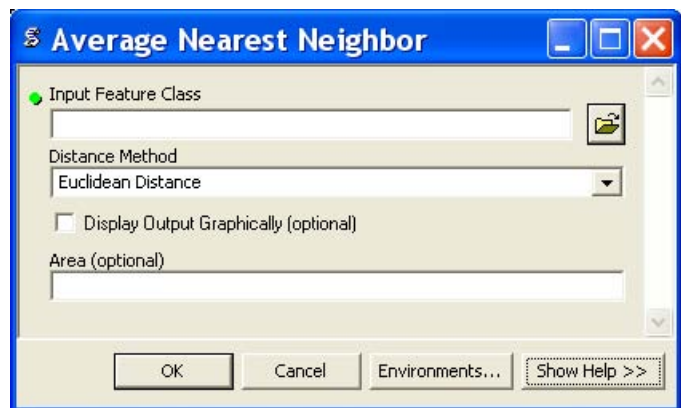 Average Nearest Neighbor
Input Feature Class
Distance Method
Euclidean Distance
Display Output Graphically (optional)
Area (optional)
OK Cancel Environments... Show Help >>